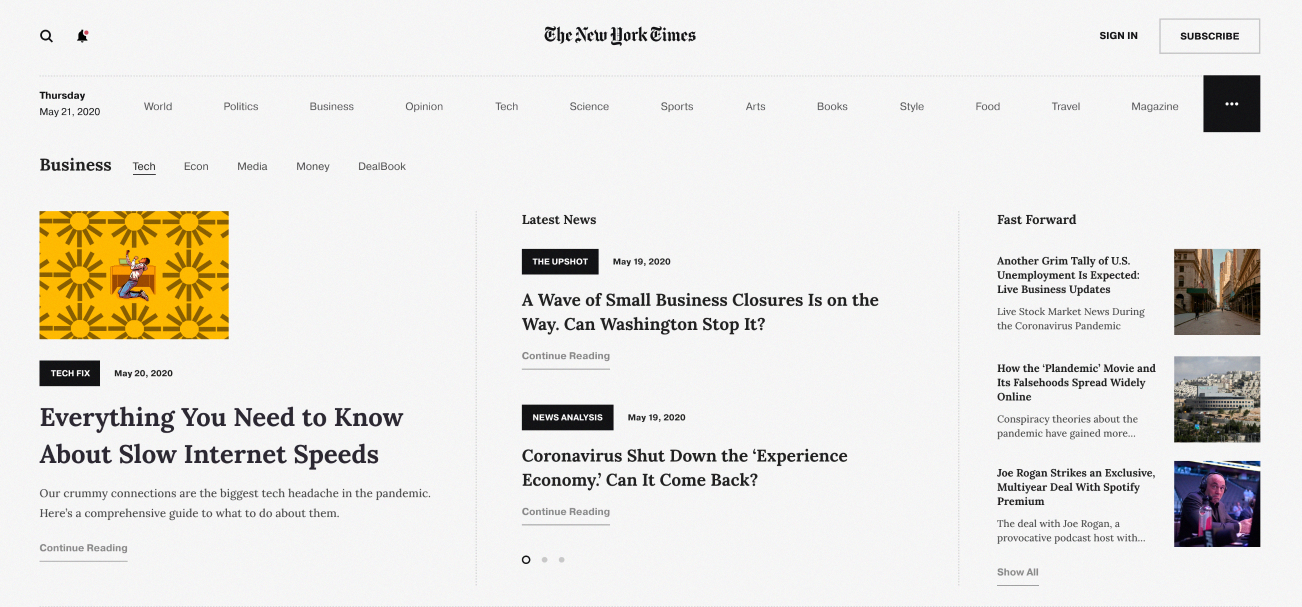 The New York Times
SIGN IN
SUBSCRIBE
Thursday
May 21, 2020
World
Politics
Business
Opinion
Tech
Science
Sports
Arts
Books
Style
Food
Travel
Magazine
Business
Tech
Econ
Media
Money
DealBook
TECH FIX
May 20, 2020
Everything You Need to Know
About Slow Internet Speeds
Our crummy connections are the biggest tech headache in the pandemic.
Here's a comprehensive guide to what to do about them.
Continue Reading
Latest News
THE UPSHOT
May 19, 2020
A Wave of Small Business Closures Is on the
Way. Can Washington Stop It?
Continue Reading
NEWS ANALYSIS
May 19, 2020
Coronavirus Shut Down the ‘Experience
Economy.’ Can It Come Back?
Continue Reading
Fast Forward
Another Grim Tally of U.S.
Unemployment Is Expected:
Live Business Updates
Live Stock Market News During
the Coronavirus Pandemic
How the ‘Plandemic’ Movie and
Its Falsehoods Spread Widely
Online
Conspiracy theories about the
pandemic have gained more...
Joe Rogan Strikes an Exclusive,
Multiyear Deal With Spotify
Premium
The deal with Joe Rogan, a
provocative podcast host with...
Show All